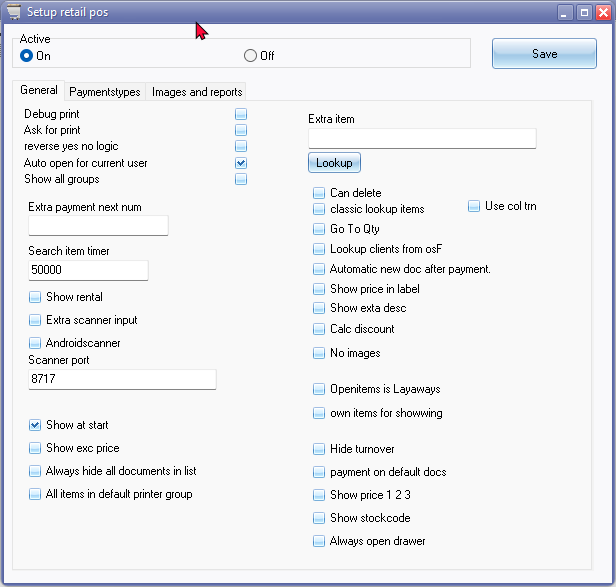 Setup retail pos
Active
On
Off
Save
General
Paymentstypes
Images and reports
Debug print
Ask for print
reverse yes no logic
Auto open for current user
Show all groups
Extra payment next num
Search item timer
50000
Show rental
Extra scanner input
Androidscanner
Scanner port
8717
Show at start
Show exc price
Always hide all documents in list
All items in default printer group
Extra item
Lookup
Can delete
classic lookup items
Use col trn
Go To Qty
Lookup clients from osF
Automatic new doc after payment.
Show price in label
Show exta desc
Calc discount
No images
Openitems is Layaways
own items for showwing
Hide turnover
payment on default docs
Show price 1 2 3
Show stockcode
Always open drawer